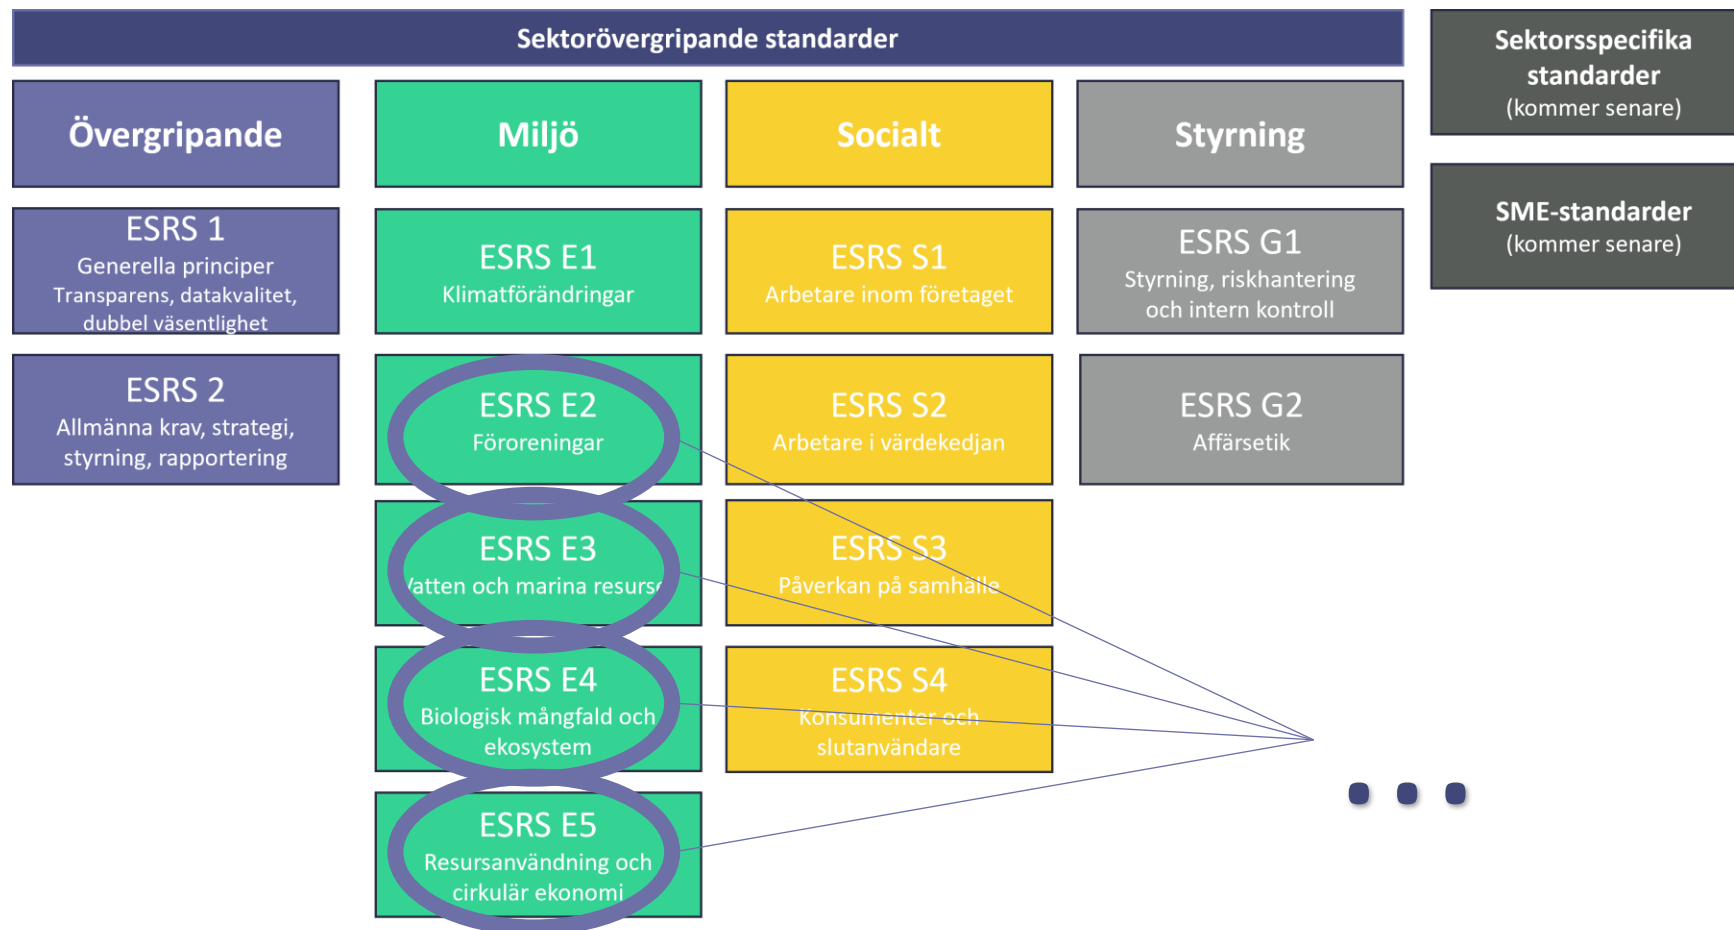 Sektorövergripande standarder
Sektorsspecifika
standarder
(kommer senare)
SME-standarder
(kommer senare)
Övergripande
ESRS 1
Generella principer
Transparens, datakvalitet,
dubbel väsentlighet
ESRS 2
Allmänna krav, strategi,
styrning, rapportering
Miljö
ESRS E1
Klimatförändringar
ESRS E2
Föroreningar
ESRS E3
Vatten och marina resurse
ESRS E4
Biologisk mångfald och
ekosystem
ESRS E5
Resursanvändning och
cirkulär ekonomi
Socialt
ESRS S1
Arbetare inom företaget
ESRS S2
Arbetare i värdekedjan
ESRS S3
Påverkan på samhälle
ESRS S4
Konsumenter och
slutanvändare
Styrning
ESRS G1
Styrning, riskhantering
och intern kontroll
ESRS G2
Affärsetik
...